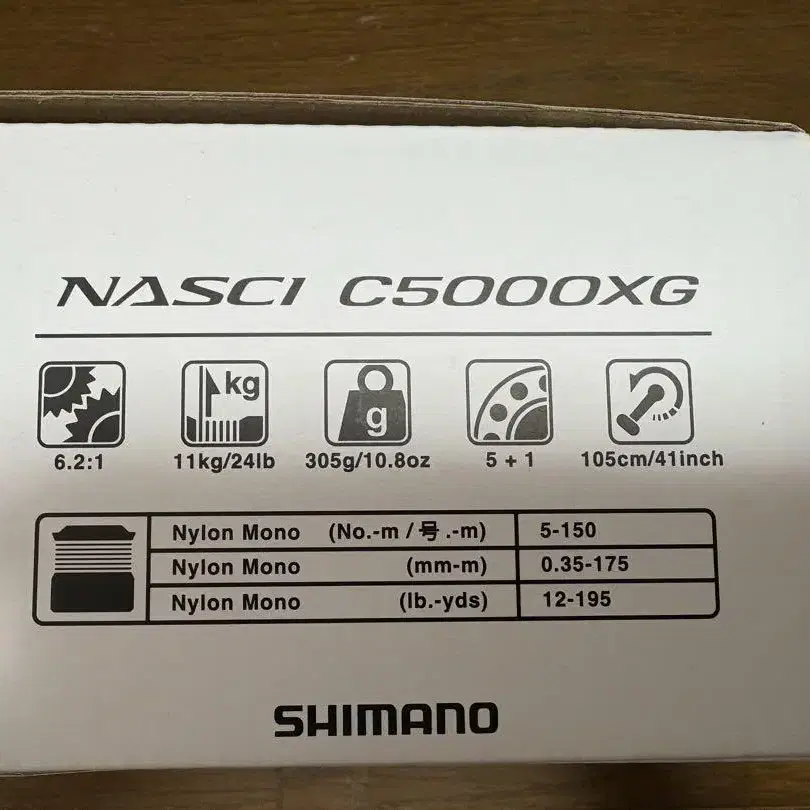 NASCI C5000XG
kg
g
6.2:1 11kg/24lb 305g/10.8oz 5 + 1 105cm/41inch
Nylon Mono (No.-m / 号 .-m) 5-150
Nylon Mono (mm-m) 0.35-175
Nylon Mono (lb.-yds) 12-195
SHIMANO